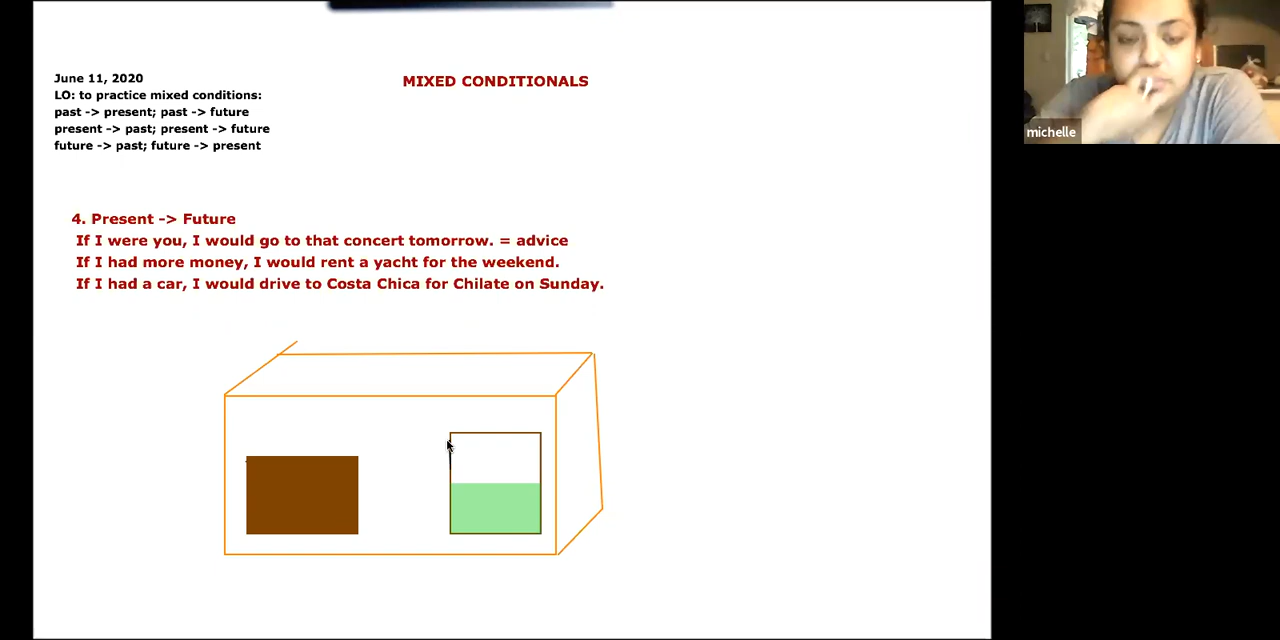 June 11, 2020
LO: to practice mixed conditions:
past -> present; past -> future
present -> past; present -> future
future -> past; future -> present
MIXED CONDITIONALS
4. Present -> Future
If I were you, I would go to that concert tomorrow. = advice
If I had more money, I would rent a yacht for the weekend.
If I had a car, I would drive to Costa Chica for Chilate on Sunday.
michelle